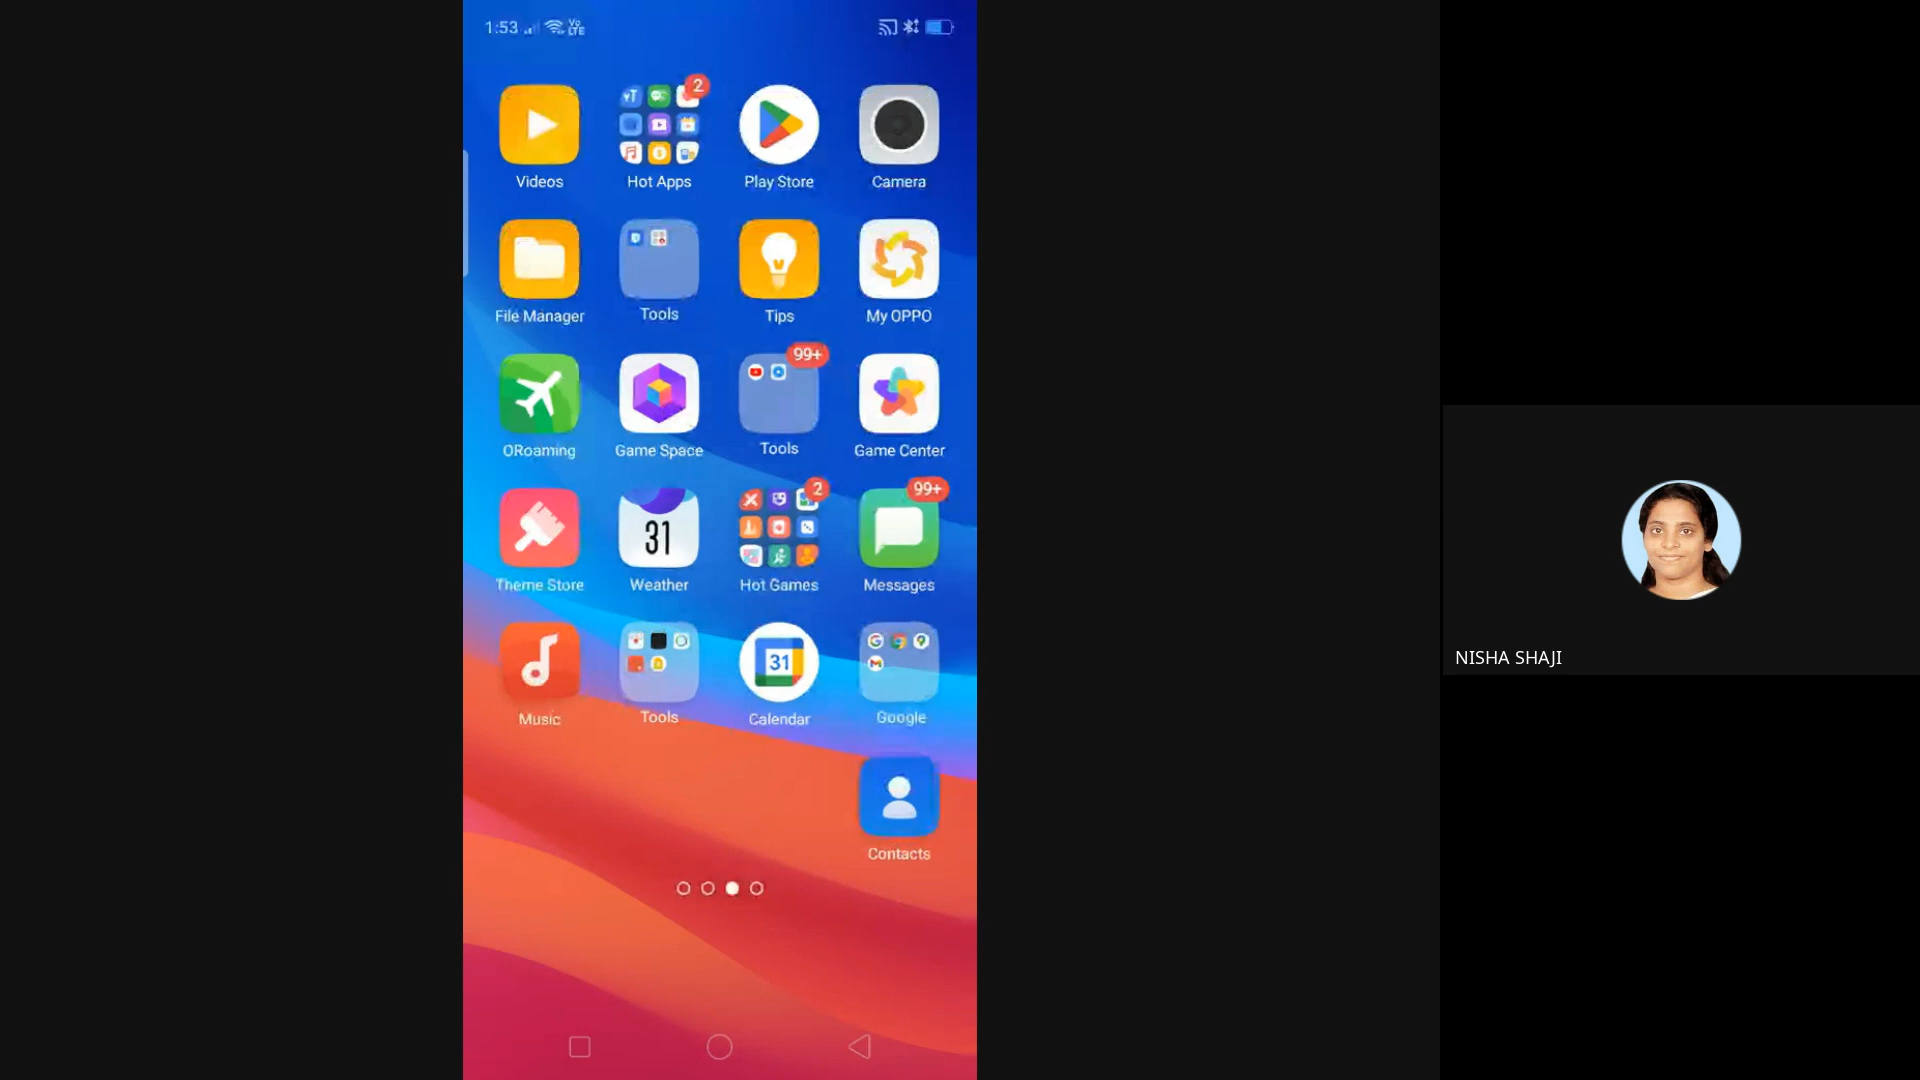 1:53 Vo LTE
2
Videos Hot Apps Play Store Camera
File Manager Tools Tips My OPPO
99+
ORoaming Game Space Tools Game Center
2 99+
31
Theme Store Weather Hot Games Messages
31
Music Tools Calendar Google
Contacts
NISHA SHAJI